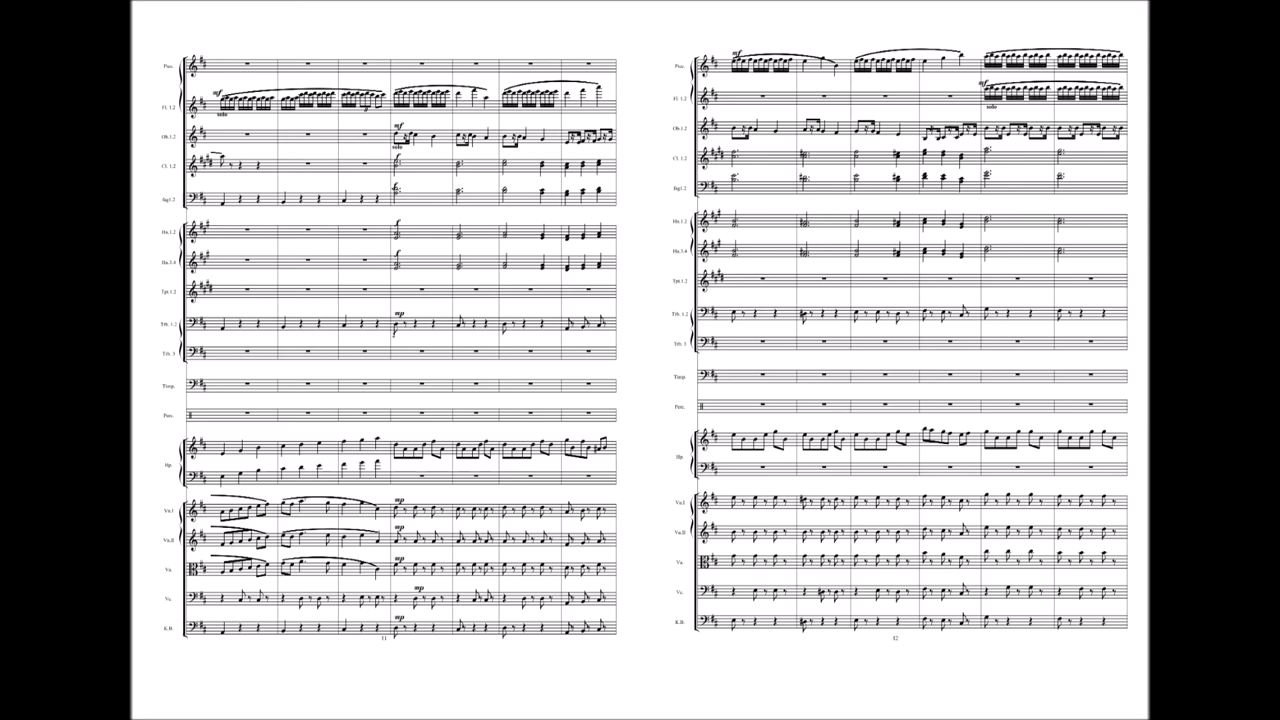 Picc.
mf
Fl. 1.2
solo
mf
Ob.1.2
solo
Cl. 1.2
f
f
Fag1.2
Hn.1.2
f
Hn.3.4
f
Tpt.1.2
mp
Trb. 1.2
Trb. 3
Timp.
Perc.
Hp.
mp
Vn.I
mp
Vn.II
mp
Va.
mp
Vc.
mp
K.B.
11
mf
Picc.
mf
Fl. 1.2
solo
Ob.1.2
Cl. 1.2
Fag1.2
Hn.1.2
Hn.3.4
Tpt.1.2
Trb. 1.2
Trb. 3
Timp.
Perc.
Hp.
Vn.I
Vn.II
Va.
Vc.
K.B.
12